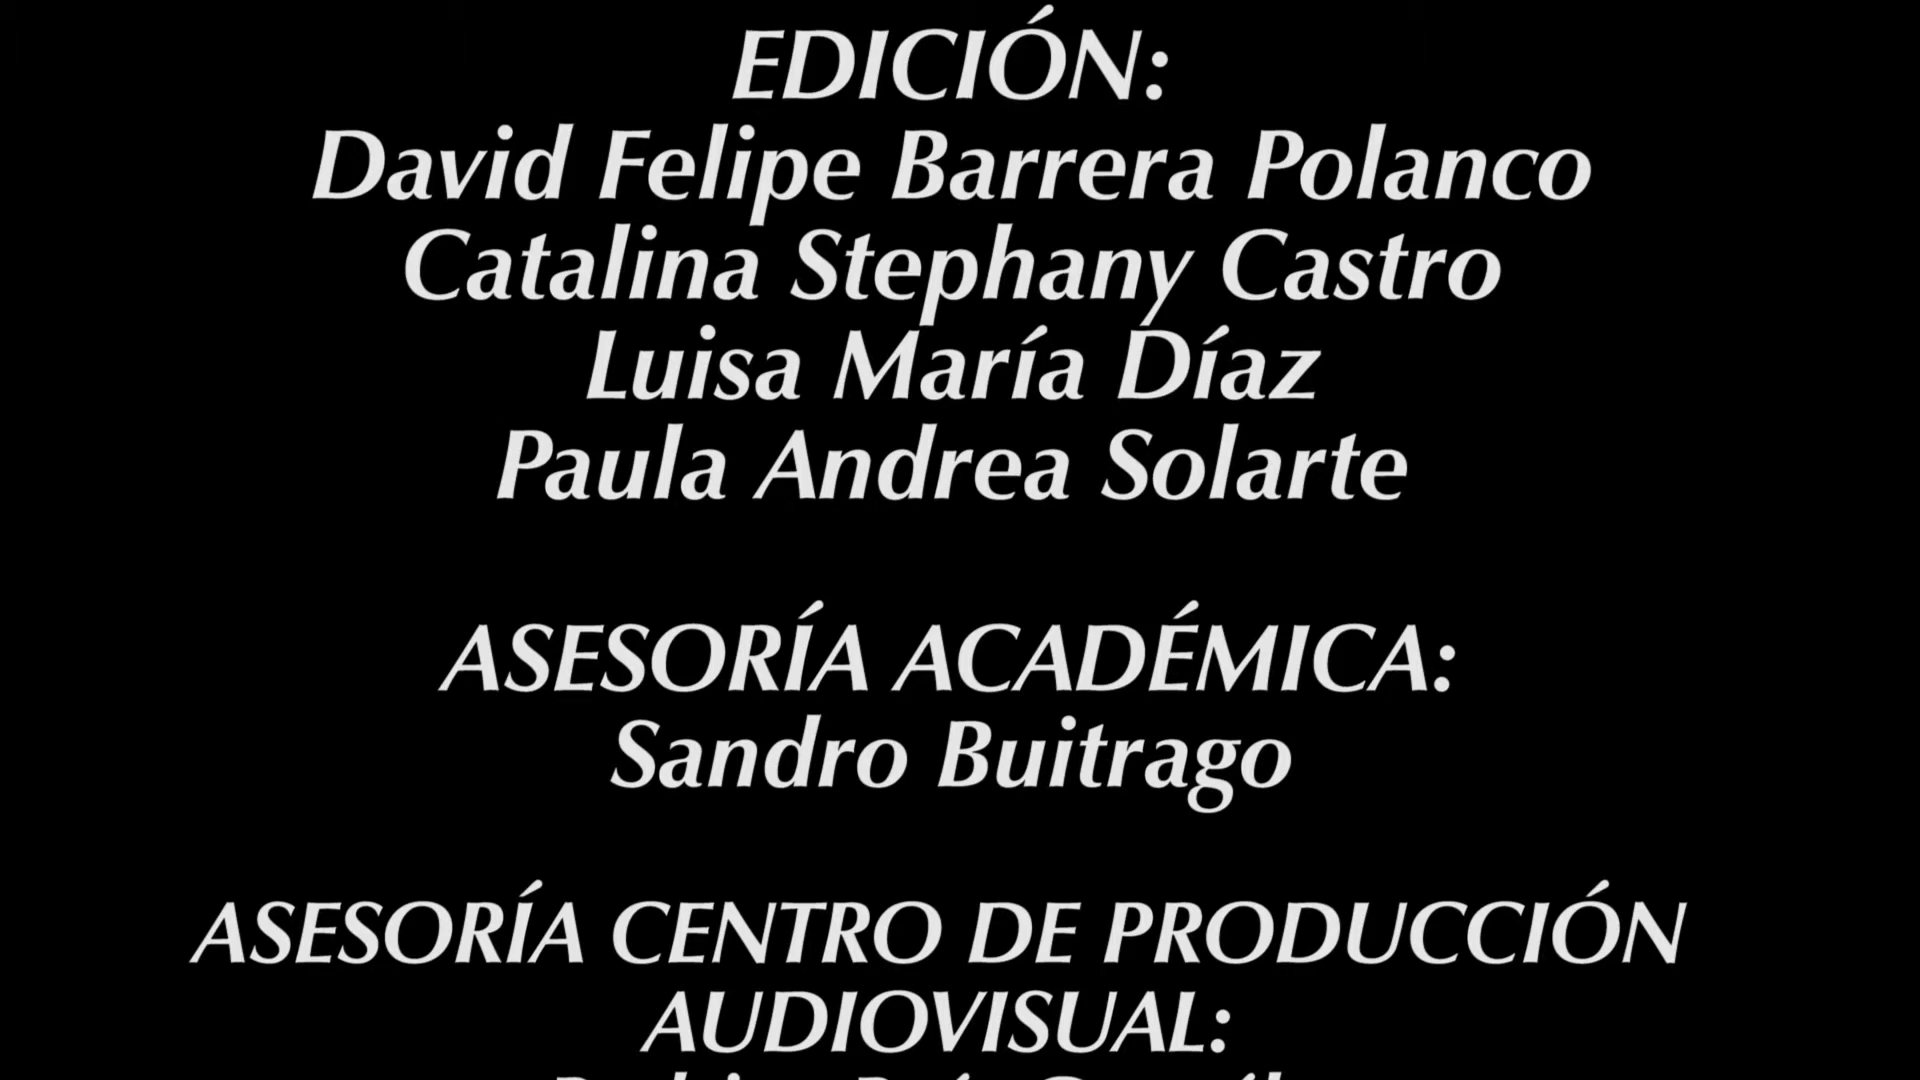 EDICIÓN:
David Felipe Barrera Polanco
Catalina Stephany Castro
Luisa María Díaz
Paula Andrea Solarte
ASESORÍA ACADÉMICA:
Sandro Buitrago
ASESORÍA CENTRO DE PRODUCCIÓN
AUDIOVISUAL: